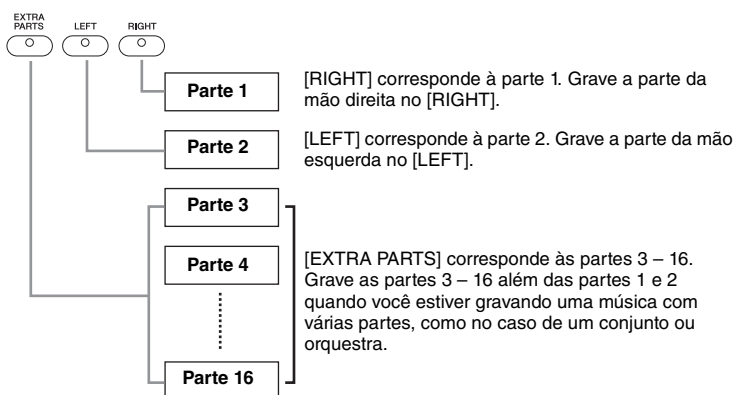 EXTRA
PARTS
LEFT
RIGHT
Parte 1
[RIGHT] corresponde à parte 1. Grave a parte da
mão direita no [RIGHT].
Parte 2
[LEFT] corresponde à parte 2. Grave a parte da mão
esquerda no [LEFT].
Parte 3
Parte 4
[EXTRA PARTS] corresponde às partes 3 – 16.
Grave as partes 3 – 16 além das partes 1 e 2
quando você estiver gravando uma música com
várias partes, como no caso de um conjunto ou
orquestra.
Parte 16